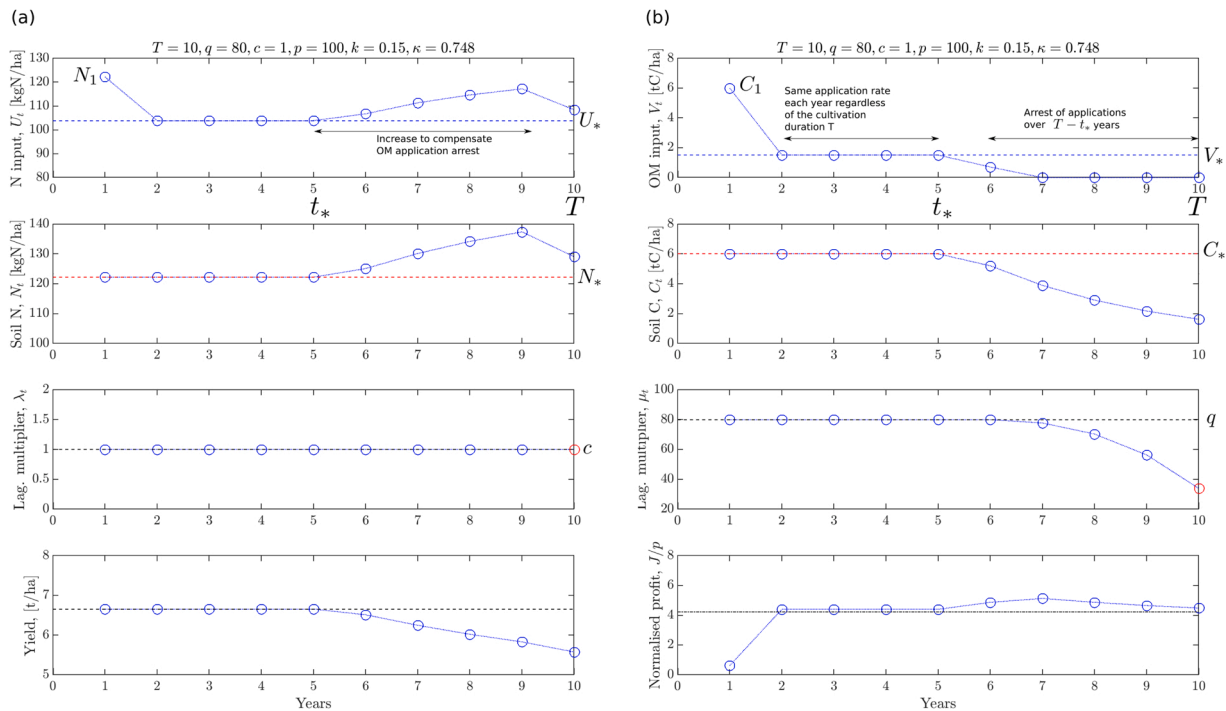 (a)
T = 10, q = 80, c = 1, p = 100, k = 0.15, κ = 0.748
N input, U_t [kgN/ha]
130
120
110
100
90
80
N_1
U_*
Increase to compensate
OM application arrest
0 1 2 3 4 5 6 7 8 9 10
t_* T
Soil N, N_t [kgN/ha]
140
130
120
110
100
N_*
0 1 2 3 4 5 6 7 8 9 10
Lag. multiplier, λ_t
2
1.5
1
0.5
0
c
0 1 2 3 4 5 6 7 8 9 10
Yield, [t/ha]
8
7
6
5
0 1 2 3 4 5 6 7 8 9 10
Years
(b)
T = 10, q = 80, c = 1, p = 100, k = 0.15, κ = 0.748
OM input, V_t [tC/ha]
8
6
4
2
0
C_1
Same application rate
each year regardless
of the cultivation
duration T
Arrest of applications
over T − t_* years
V_*
0 1 2 3 4 5 6 7 8 9 10
t_* T
Soil C, C_t [tC/ha]
8
6
4
2
0
C_*
0 1 2 3 4 5 6 7 8 9 10
Lag. multiplier, μ_t
100
80
60
40
20
q
0 1 2 3 4 5 6 7 8 9 10
Normalised profit, J/p
8
6
4
2
0
0 1 2 3 4 5 6 7 8 9 10
Years